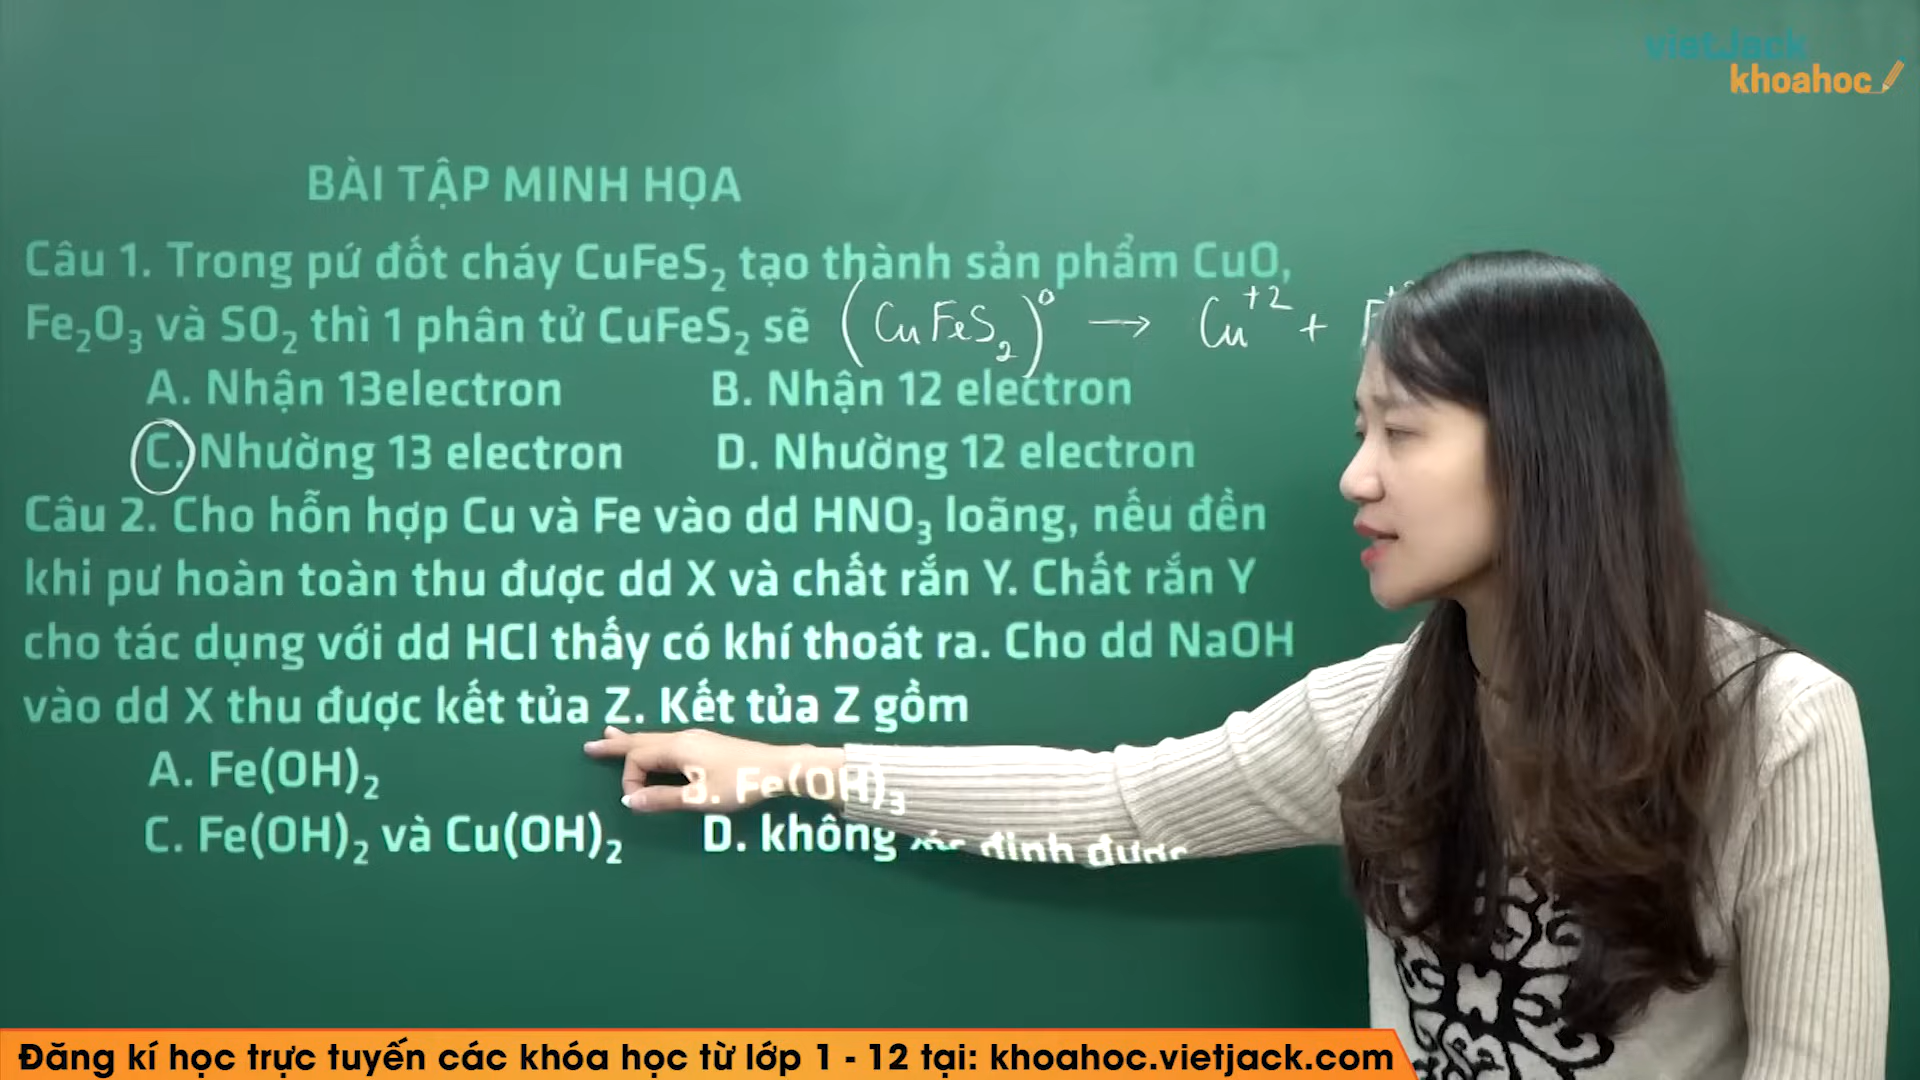 vietJack
khoahoc
BÀI TẬP MINH HỌA
Câu 1. Trong pứ đốt cháy CuFeS₂ tạo thành sản phẩm CuO,
Fe₂O₃ và SO₂ thì 1 phân tử CuFeS₂ sẽ (CuFeS₂)⁰ → Cu⁺² +
A. Nhận 13electron B. Nhận 12 electron
C. Nhường 13 electron D. Nhường 12 electron
Câu 2. Cho hỗn hợp Cu và Fe vào dd HNO₃ loãng, nếu đền
khi pư hoàn toàn thu được dd X và chất rắn Y. Chất rắn Y
cho tác dụng với dd HCl thấy có khí thoát ra. Cho dd NaOH
vào dd X thu được kết tủa Z. Kết tủa Z gồm
A. Fe(OH)₂ B. Fe(OH)₃
C. Fe(OH)₂ và Cu(OH)₂ D. không xác định được
Đăng kí học trực tuyến các khóa học từ lớp 1 - 12 tại: khoahoc.vietjack.com